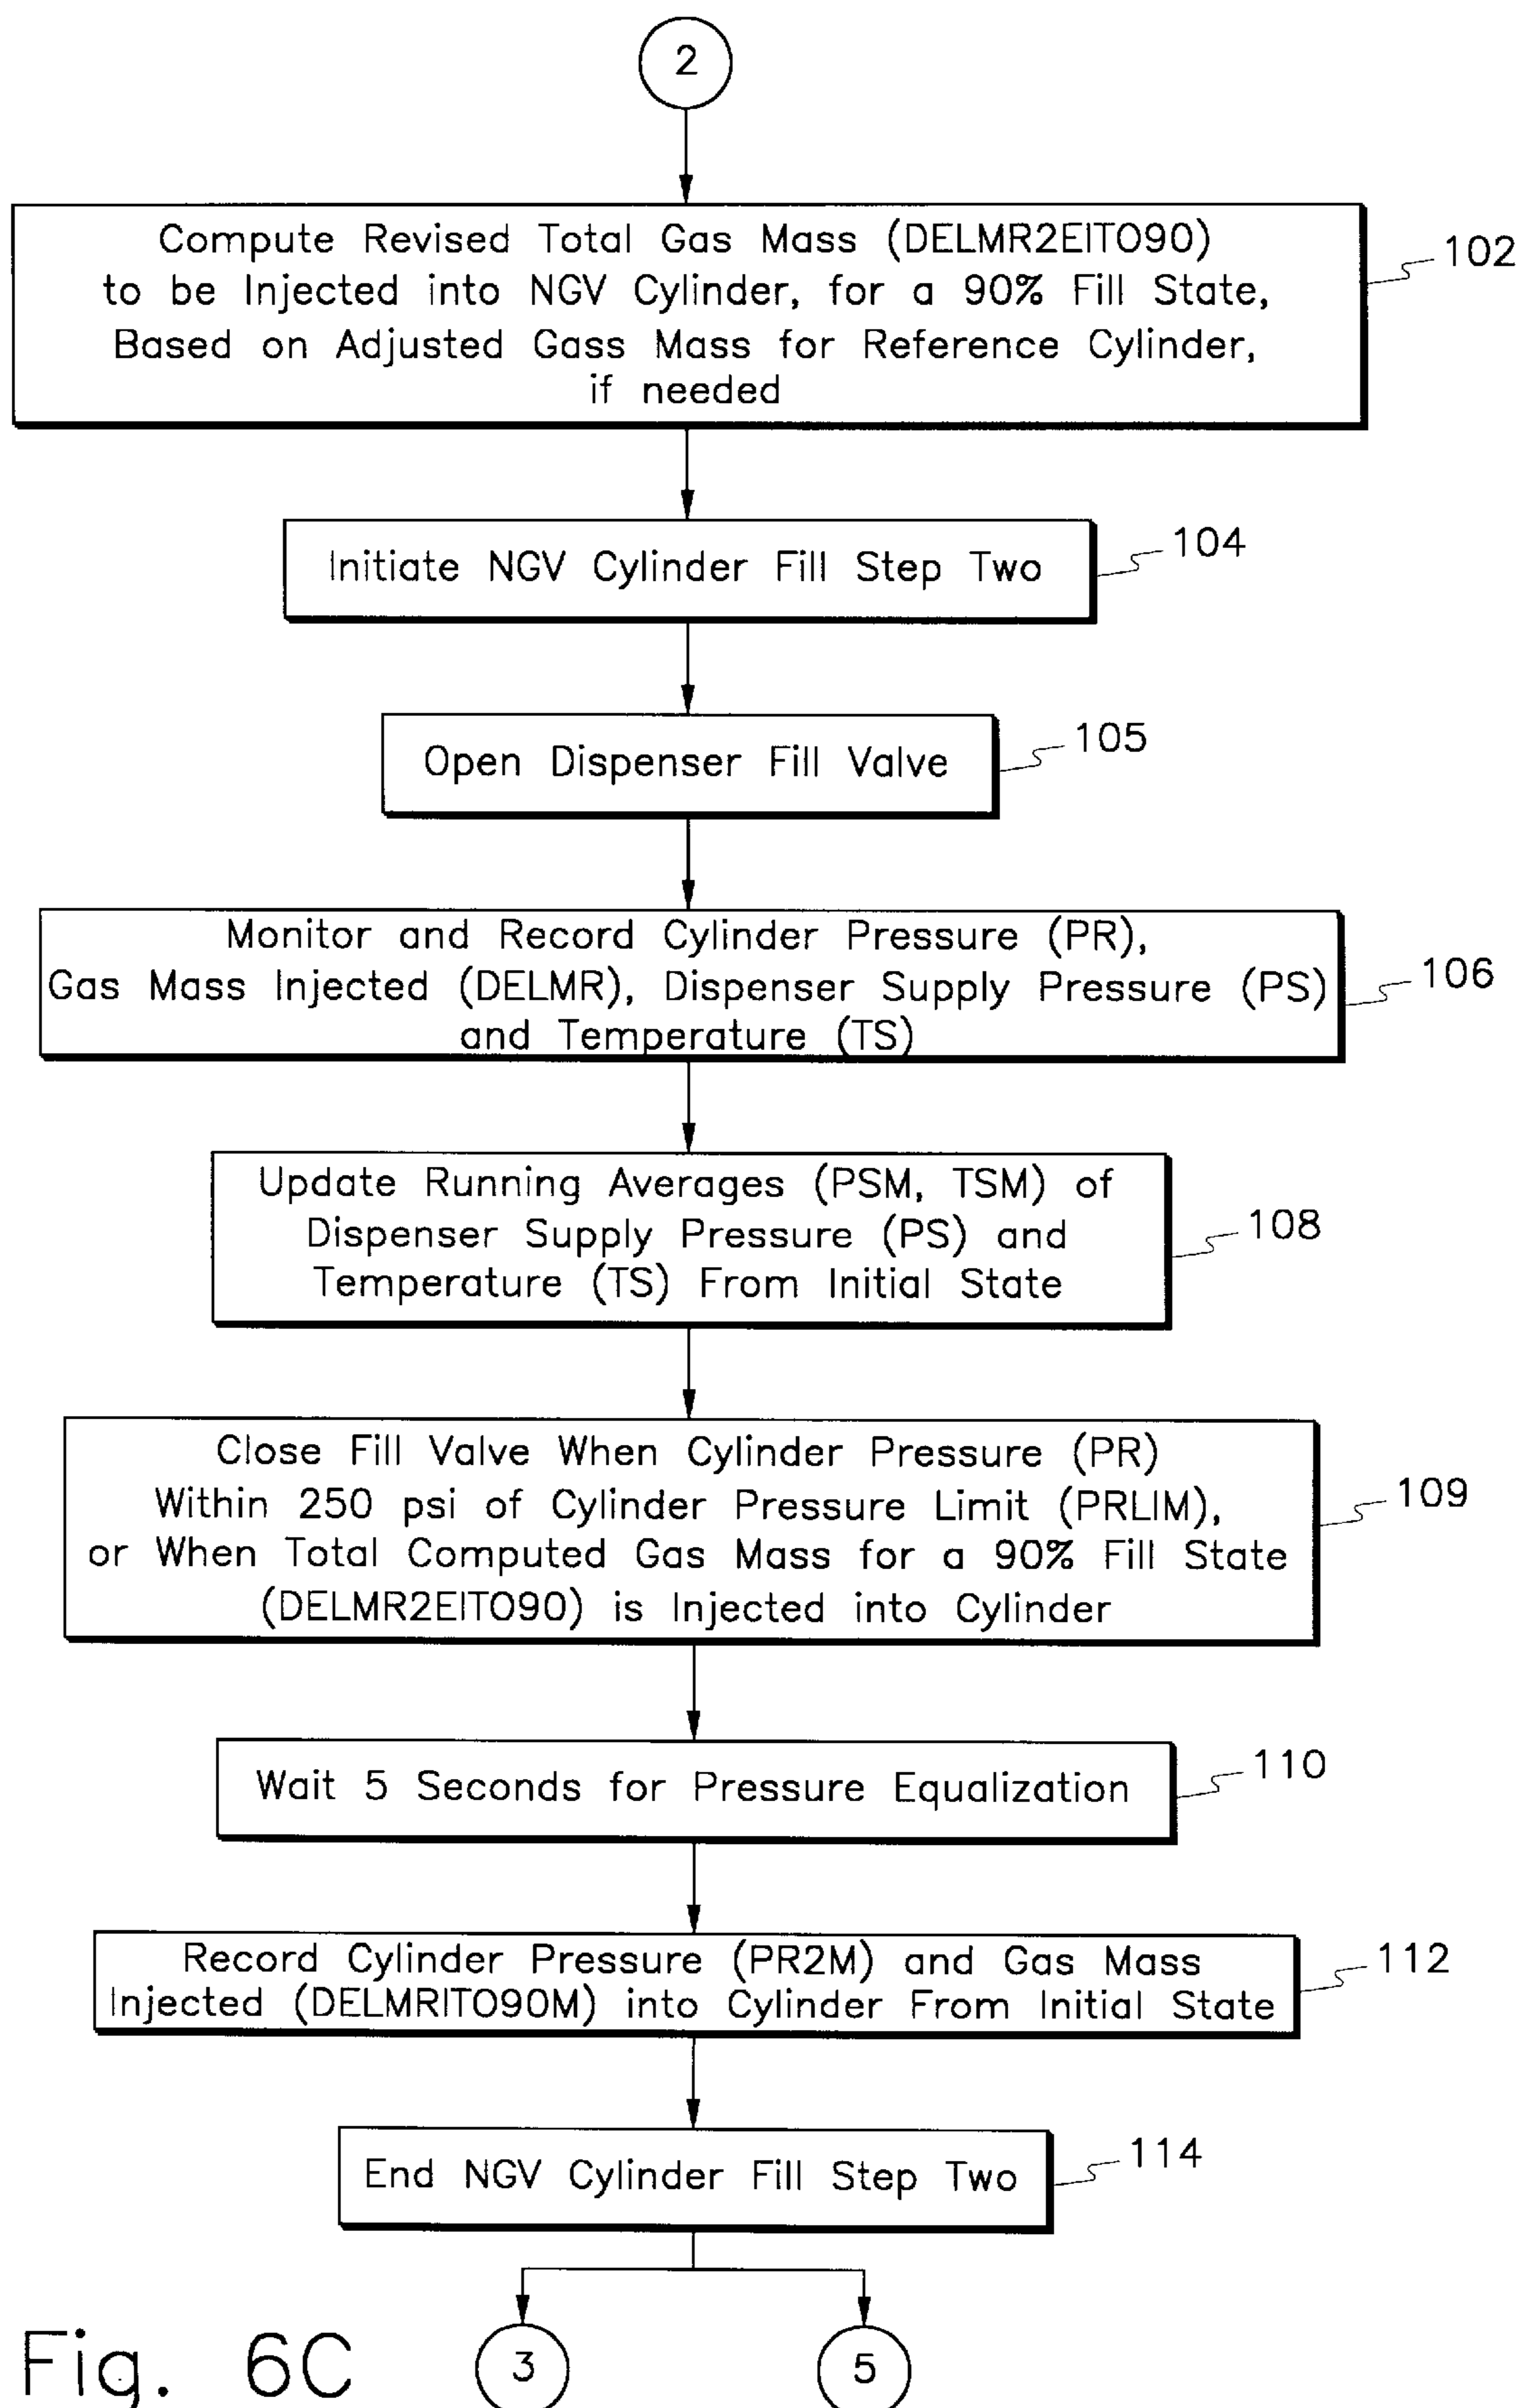 2
Compute Revised Total Gas Mass (DELMR2EITO90)
to be Injected into NGV Cylinder, for a 90% Fill State,
Based on Adjusted Gass Mass for Reference Cylinder,
if needed
102
Initiate NGV Cylinder Fill Step Two
104
Open Dispenser Fill Valve
105
Monitor and Record Cylinder Pressure (PR),
Gas Mass Injected (DELMR), Dispenser Supply Pressure (PS)
and Temperature (TS)
106
Update Running Averages (PSM, TSM) of
Dispenser Supply Pressure (PS) and
Temperature (TS) From Initial State
108
Close Fill Valve When Cylinder Pressure (PR)
Within 250 psi of Cylinder Pressure Limit (PRLIM),
or When Total Computed Gas Mass for a 90% Fill State
(DELMR2EITO90) is Injected into Cylinder
109
Wait 5 Seconds for Pressure Equalization
110
Record Cylinder Pressure (PR2M) and Gas Mass
Injected (DELMRITO90M) into Cylinder From Initial State
112
End NGV Cylinder Fill Step Two
114
3
5
Fig. 6C